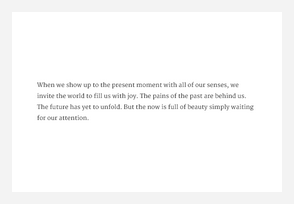 When we show up to the present moment with all of our senses, we
invite the world to fill us with joy. The pains of the past are behind us.
The future has yet to unfold. But the now is full of beauty simply waiting
for our attention.